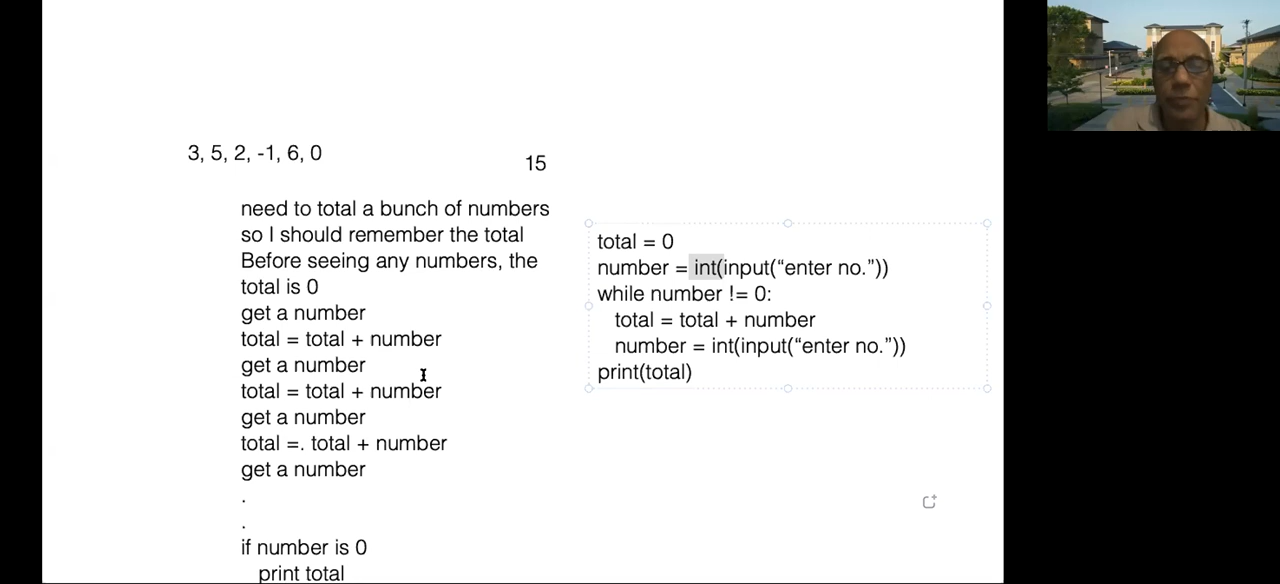 3, 5, 2, -1, 6, 0
15
need to total a bunch of numbers
so I should remember the total
Before seeing any numbers, the
total is 0
get a number
total = total + number
get a number
total = total + number
get a number
total =. total + number
get a number
.
.
if number is 0
print total
total = 0
number = int(input(“enter no.”))
while number != 0:
total = total + number
number = int(input(“enter no.”))
print(total)